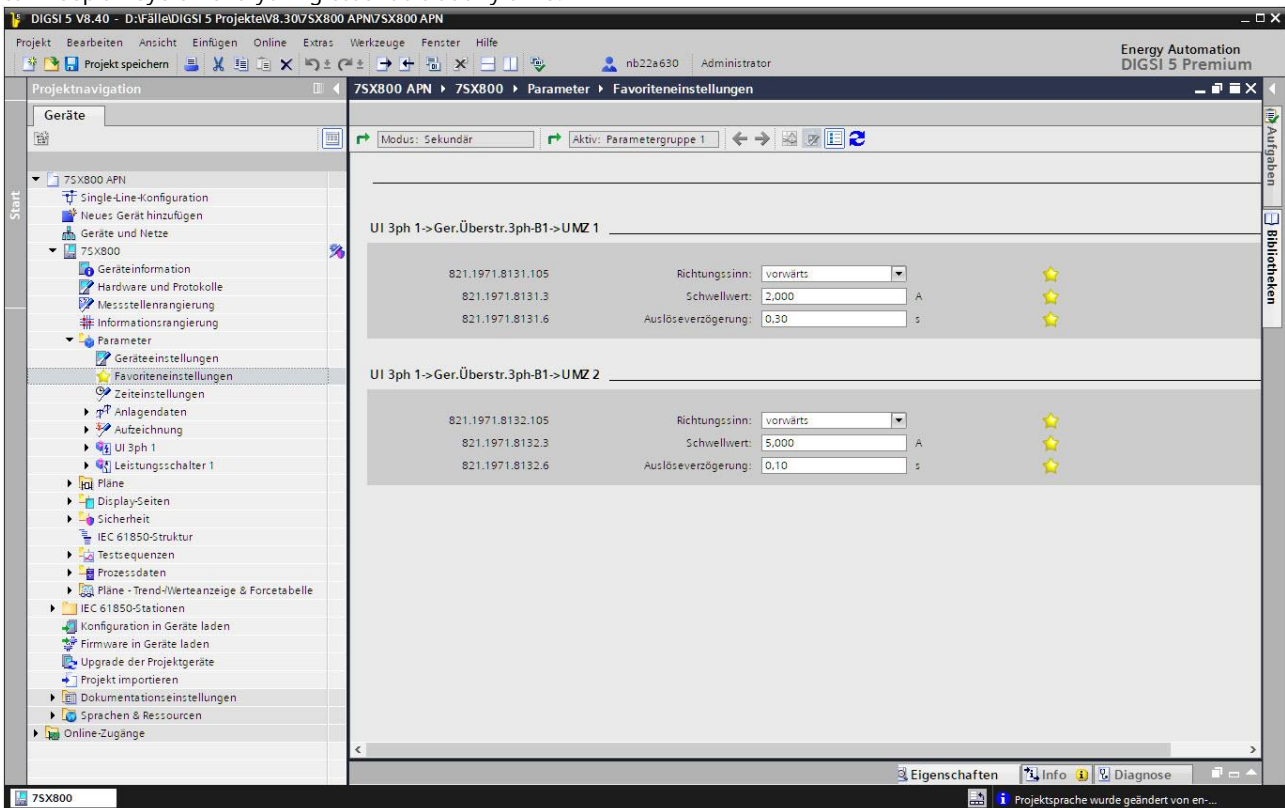 DIGSI 5 V8.40 - D:\Fälle\DIGSI 5 Projekte\V8.30\7SX800 APN\7SX800 APN
Projekt Bearbeiten Ansicht Einfügen Online Extras Werkzeuge Fenster Hilfe
Energy Automation
DIGSI 5 Premium
Projekt speichern
nb22a630 Administrator
Projektnavigation
7SX800 APN 7SX800 Parameter Favoriteneinstellungen
Geräte
Modus: Sekundär
Aktiv: Parametergruppe 1
Start
7SX800 APN
Single-Line-Konfiguration
Neues Gerät hinzufügen
Geräte und Netze
7SX800
Geräteinformation
Hardware und Protokolle
Messstellenrangierung
Informationsrangierung
Parameter
Geräteeinstellungen
Favoriteneinstellungen
Zeiteinstellungen
Anlagendaten
Aufzeichnung
UI 3ph 1
Leistungsschalter 1
Pläne
Display-Seiten
Sicherheit
IEC 61850-Struktur
Testsequenzen
Prozessdaten
Pläne - Trend-/Werteanzeige & Forcetabelle
IEC 61850-Stationen
Konfiguration in Geräte laden
Firmware in Geräte laden
Upgrade der Projektgeräte
Projekt importieren
Dokumentationseinstellungen
Sprachen & Ressourcen
Online-Zugänge
UI 3ph 1->Ger.Überstr.3ph-B1->UMZ 1
821.1971.8131.105 Richtungssinn: vorwärts
821.1971.8131.3 Schwellwert: 2,000 A
821.1971.8131.6 Auslöseverzögerung: 0,30 s
UI 3ph 1->Ger.Überstr.3ph-B1->UMZ 2
821.1971.8132.105 Richtungssinn: vorwärts
821.1971.8132.3 Schwellwert: 5,000 A
821.1971.8132.6 Auslöseverzögerung: 0,10 s
Aufgaben
Bibliotheken
Eigenschaften Info Diagnose
7SX800
Projektsprache wurde geändert von en-...